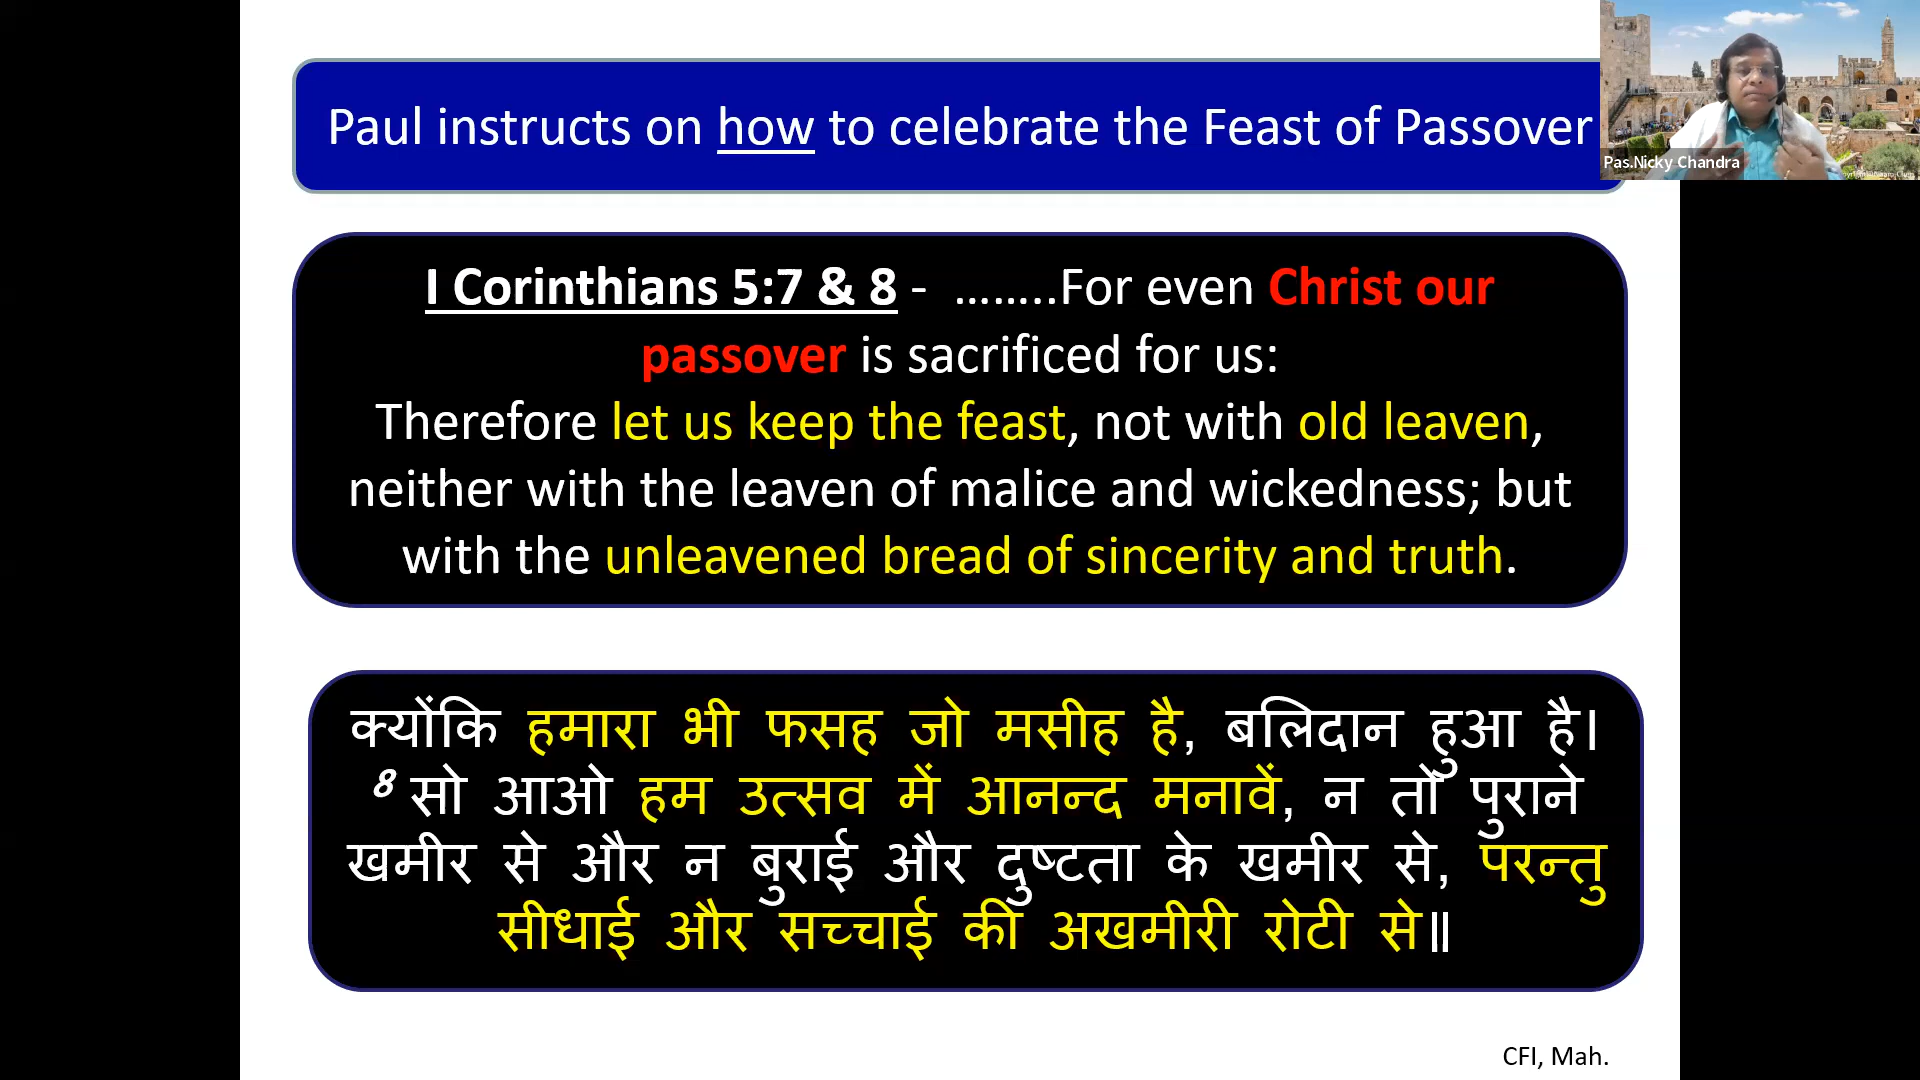 Paul instructs on how to celebrate the Feast of Passover
Pas.Nicky Chandra
I Corinthians 5:7 & 8 - ……..For even Christ our
passover is sacrificed for us:
Therefore let us keep the feast, not with old leaven,
neither with the leaven of malice and wickedness; but
with the unleavened bread of sincerity and truth.
क्योंकि हमारा भी फसह जो मसीह है, बलिदान हुआ है।
8 सो आओ हम उत्सव में आनन्द मनावें, न तो पुराने
खमीर से और न बुराई और दुष्टता के खमीर से, परन्तु
सीधाई और सच्चाई की अखमीरी रोटी से॥
CFI, Mah.